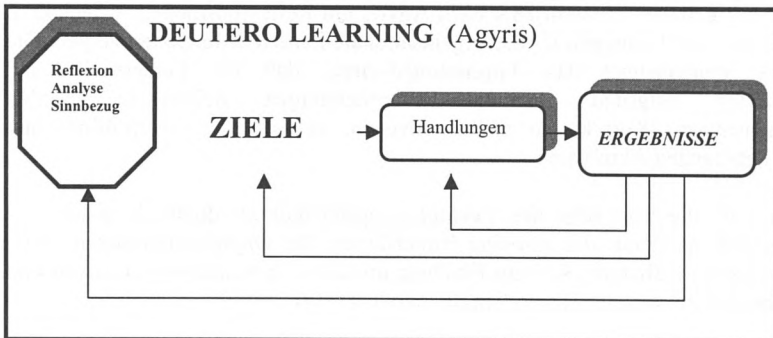 DEUTERO LEARNING (Agyris)
Reflexion
Analyse
Sinnbezug
ZIELE
Handlungen
ERGEBNISSE